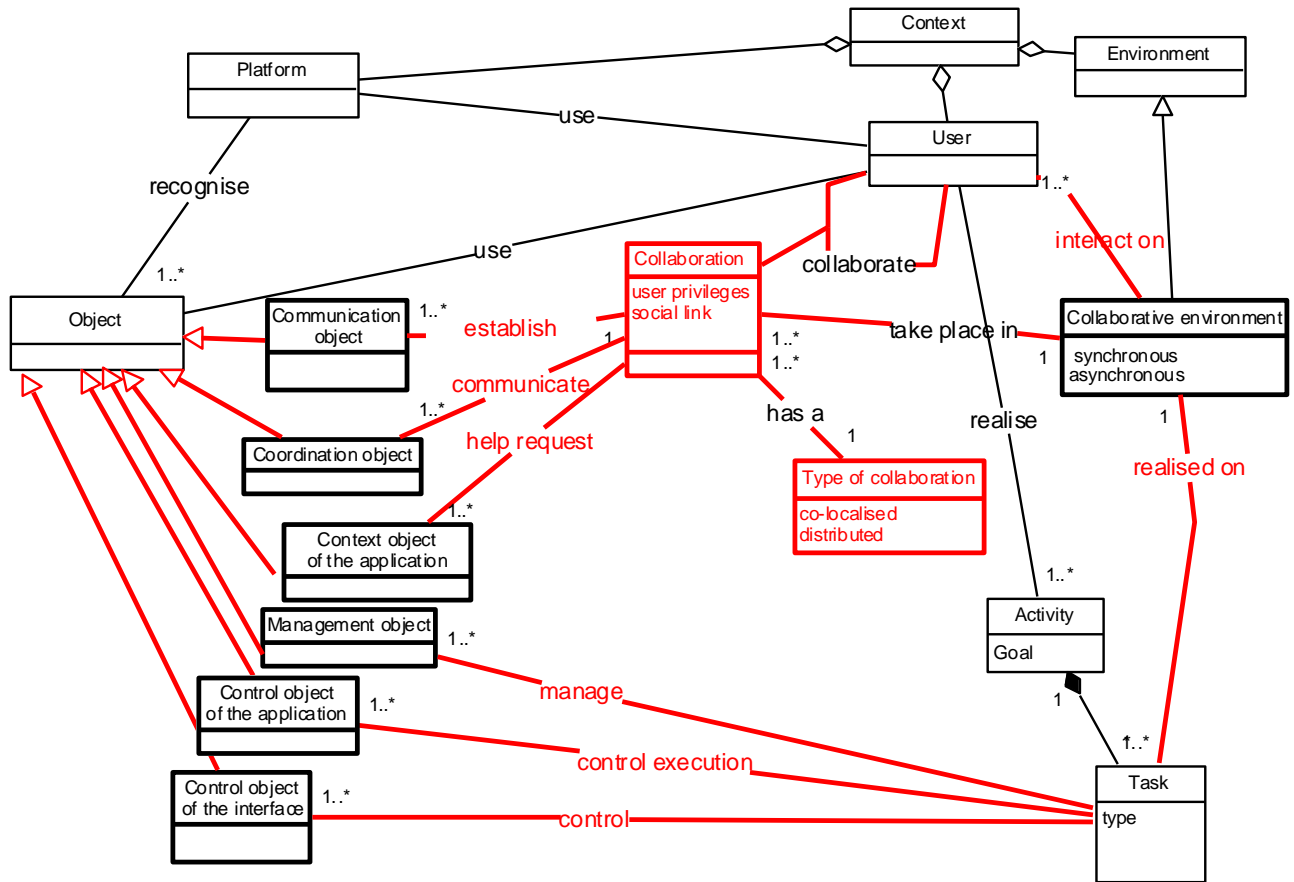 Context
Platform
Environment
use
User
recognise
1..*
interact on
use
collaborate
Collaboration
user privileges
social link
1..*
Object
Communication
object
1..*
establish
1
take place in
1..*
1
1..*
Collaborative environment
synchronous
asynchronous
communicate
1..*
has a
1
realise
1
help request
Coordination object
Type of collaboration
co-localised
distributed
realised on
1..*
Context object
of the application
1..*
Management object
1..*
Activity
Goal
manage
Control object
of the application
1..*
1
1..*
control execution
Control object
of the interface
1..*
control
Task
type